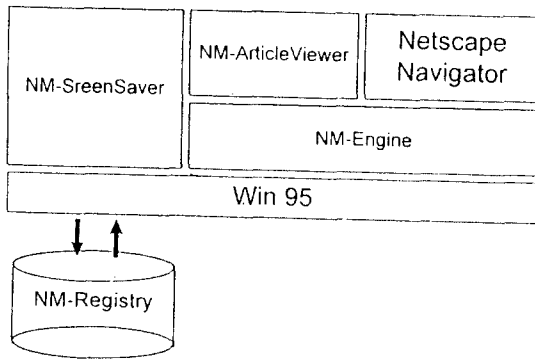 NM-SreenSaver
NM-ArticleViewer
Netscape
Navigator
NM-Engine
Win 95
NM-Registry